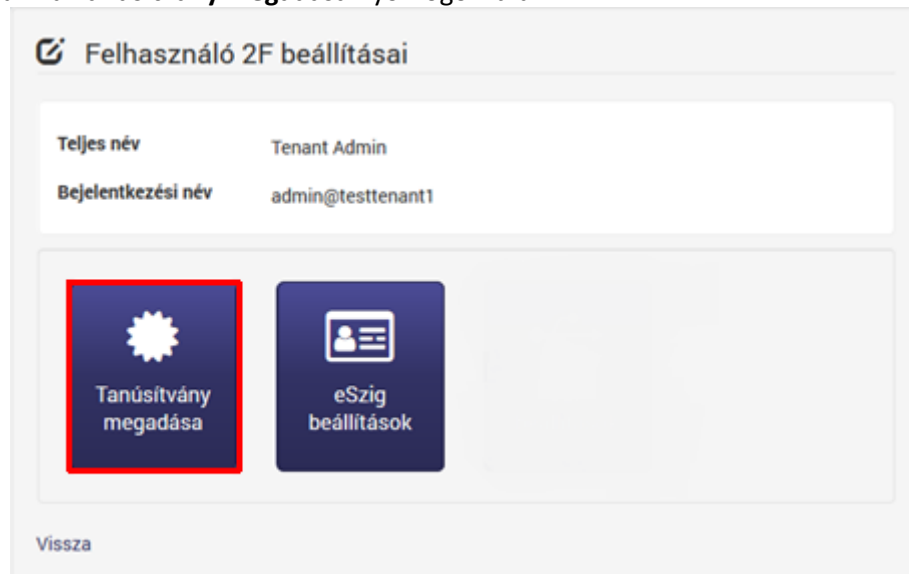 Felhasználó 2F beállításai
Teljes név Tenant Admin
Bejelentkezési név admin@testtenant1
Tanúsítvány megadása
eSzig beállítások
Vissza